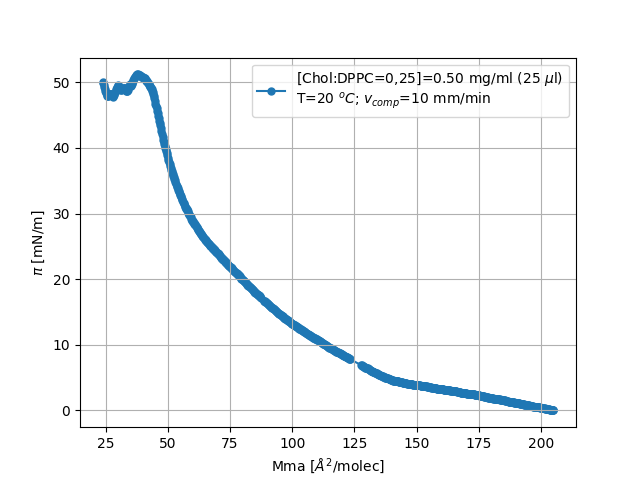 [Chol:DPPC=0,25]=0.50 mg/ml (25 μl)
T=20 °C; v_comp=10 mm/min
50
40
30
20
10
0
π [mN/m]
25 50 75 100 125 150 175 200
Mma [Å²/molec]